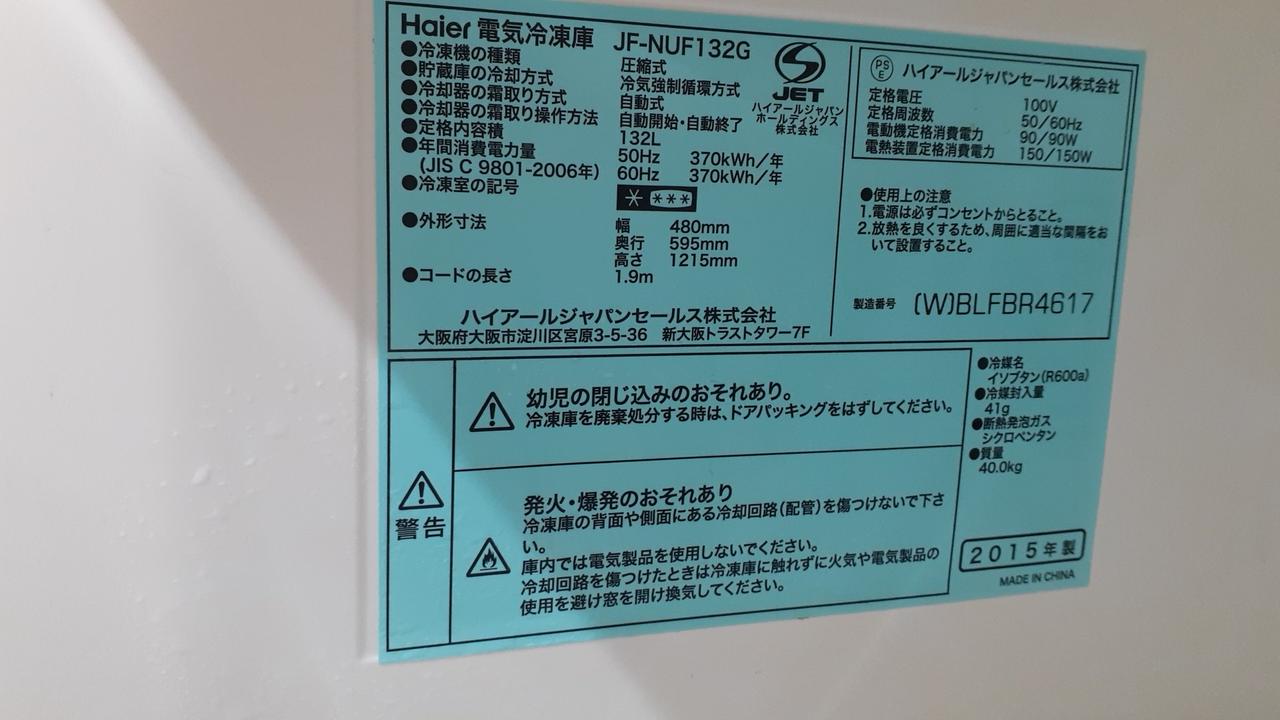 Haier 電気冷凍庫 JF-NUF132G
●冷凍機の種類 圧縮式
●貯蔵庫の冷却方式 冷気強制循環方式
●冷却器の霜取り方式 自動式
●冷却器の霜取り操作方法 自動開始・自動終了
●定格内容積 132L
●年間消費電力量 50Hz 370kWh/年
(JIS C 9801-2006年) 60Hz 370kWh/年
●冷凍室の記号
●外形寸法 幅 480mm
奥行 595mm
高さ 1215mm
●コードの長さ 1.9m
JET
ハイアールジャパン
ホールディングス
株式会社
ハイアールジャパンセールス株式会社
大阪府大阪市淀川区宮原3-5-36 新大阪トラストタワー7F
PSE ハイアールジャパンセールス株式会社
定格電圧 100V
定格周波数 50/60Hz
電動機定格消費電力 90/90W
電熱装置定格消費電力 150/150W
●使用上の注意
1.電源は必ずコンセントからとること。
2.放熱を良くするため、周囲に適当な間隔をお
いて設置すること。
製造番号 (W)BLFBR4617
警告
幼児の閉じ込みのおそれあり。
冷凍庫を廃棄処分する時は、ドアパッキングをはずしてください。
発火・爆発のおそれあり
冷凍庫の背面や側面にある冷却回路(配管)を傷つけないで下さ
い。
庫内では電気製品を使用しないでください。
冷却回路を傷つけたときは冷凍庫に触れずに火気や電気製品の
使用を避け窓を開け換気してください。
●冷媒名
イソブタン(R600a)
●冷媒封入量
41g
●断熱発泡ガス
シクロペンタン
●質量
40.0kg
2015年製
MADE IN CHINA